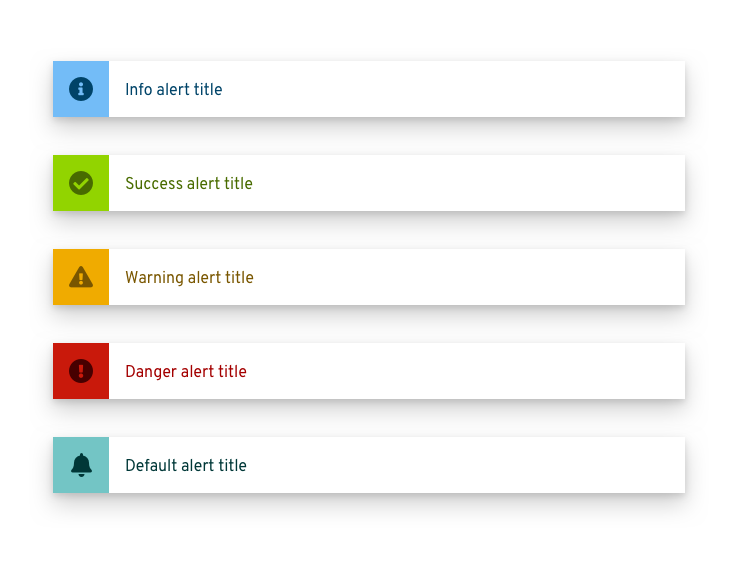 Info alert title
Success alert title
Warning alert title
Danger alert title
Default alert title